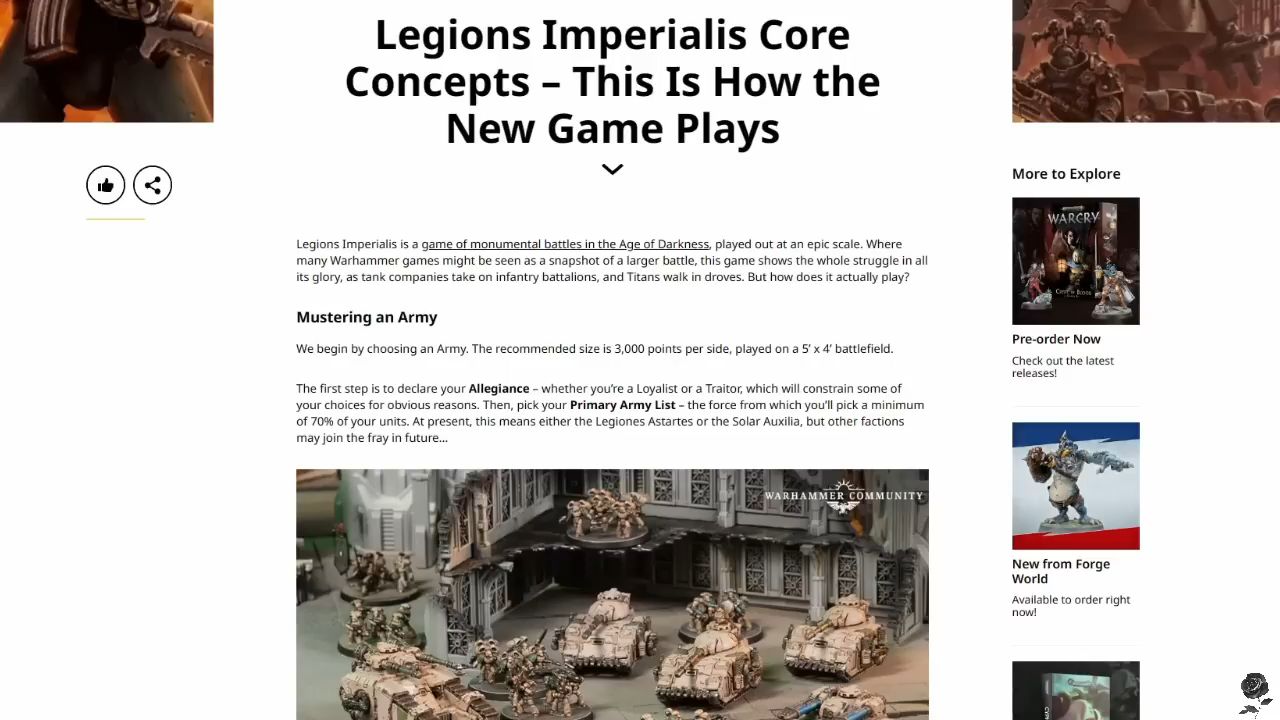 Legions Imperialis Core
Concepts – This Is How the
New Game Plays
Legions Imperialis is a game of monumental battles in the Age of Darkness, played out at an epic scale. Where
many Warhammer games might be seen as a snapshot of a larger battle, this game shows the whole struggle in all
its glory, as tank companies take on infantry battalions, and Titans walk in droves. But how does it actually play?
Mustering an Army
We begin by choosing an Army. The recommended size is 3,000 points per side, played on a 5’ x 4’ battlefield.
The first step is to declare your Allegiance – whether you’re a Loyalist or a Traitor, which will constrain some of
your choices for obvious reasons. Then, pick your Primary Army List – the force from which you’ll pick a minimum
of 70% of your units. At present, this means either the Legiones Astartes or the Solar Auxilia, but other factions
may join the fray in future…
WARHAMMER COMMUNITY
More to Explore
WARCRY
Pre-order Now
Check out the latest
releases!
New from Forge
World
Available to order right
now!